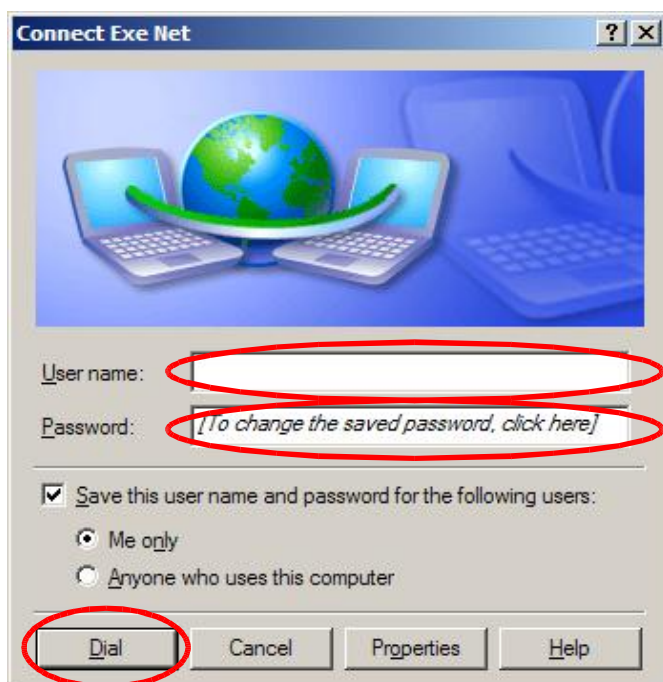 Connect Exe Net
User name:
Password: [To change the saved password, click here]
Save this user name and password for the following users:
Me only
Anyone who uses this computer
Dial Cancel Properties Help